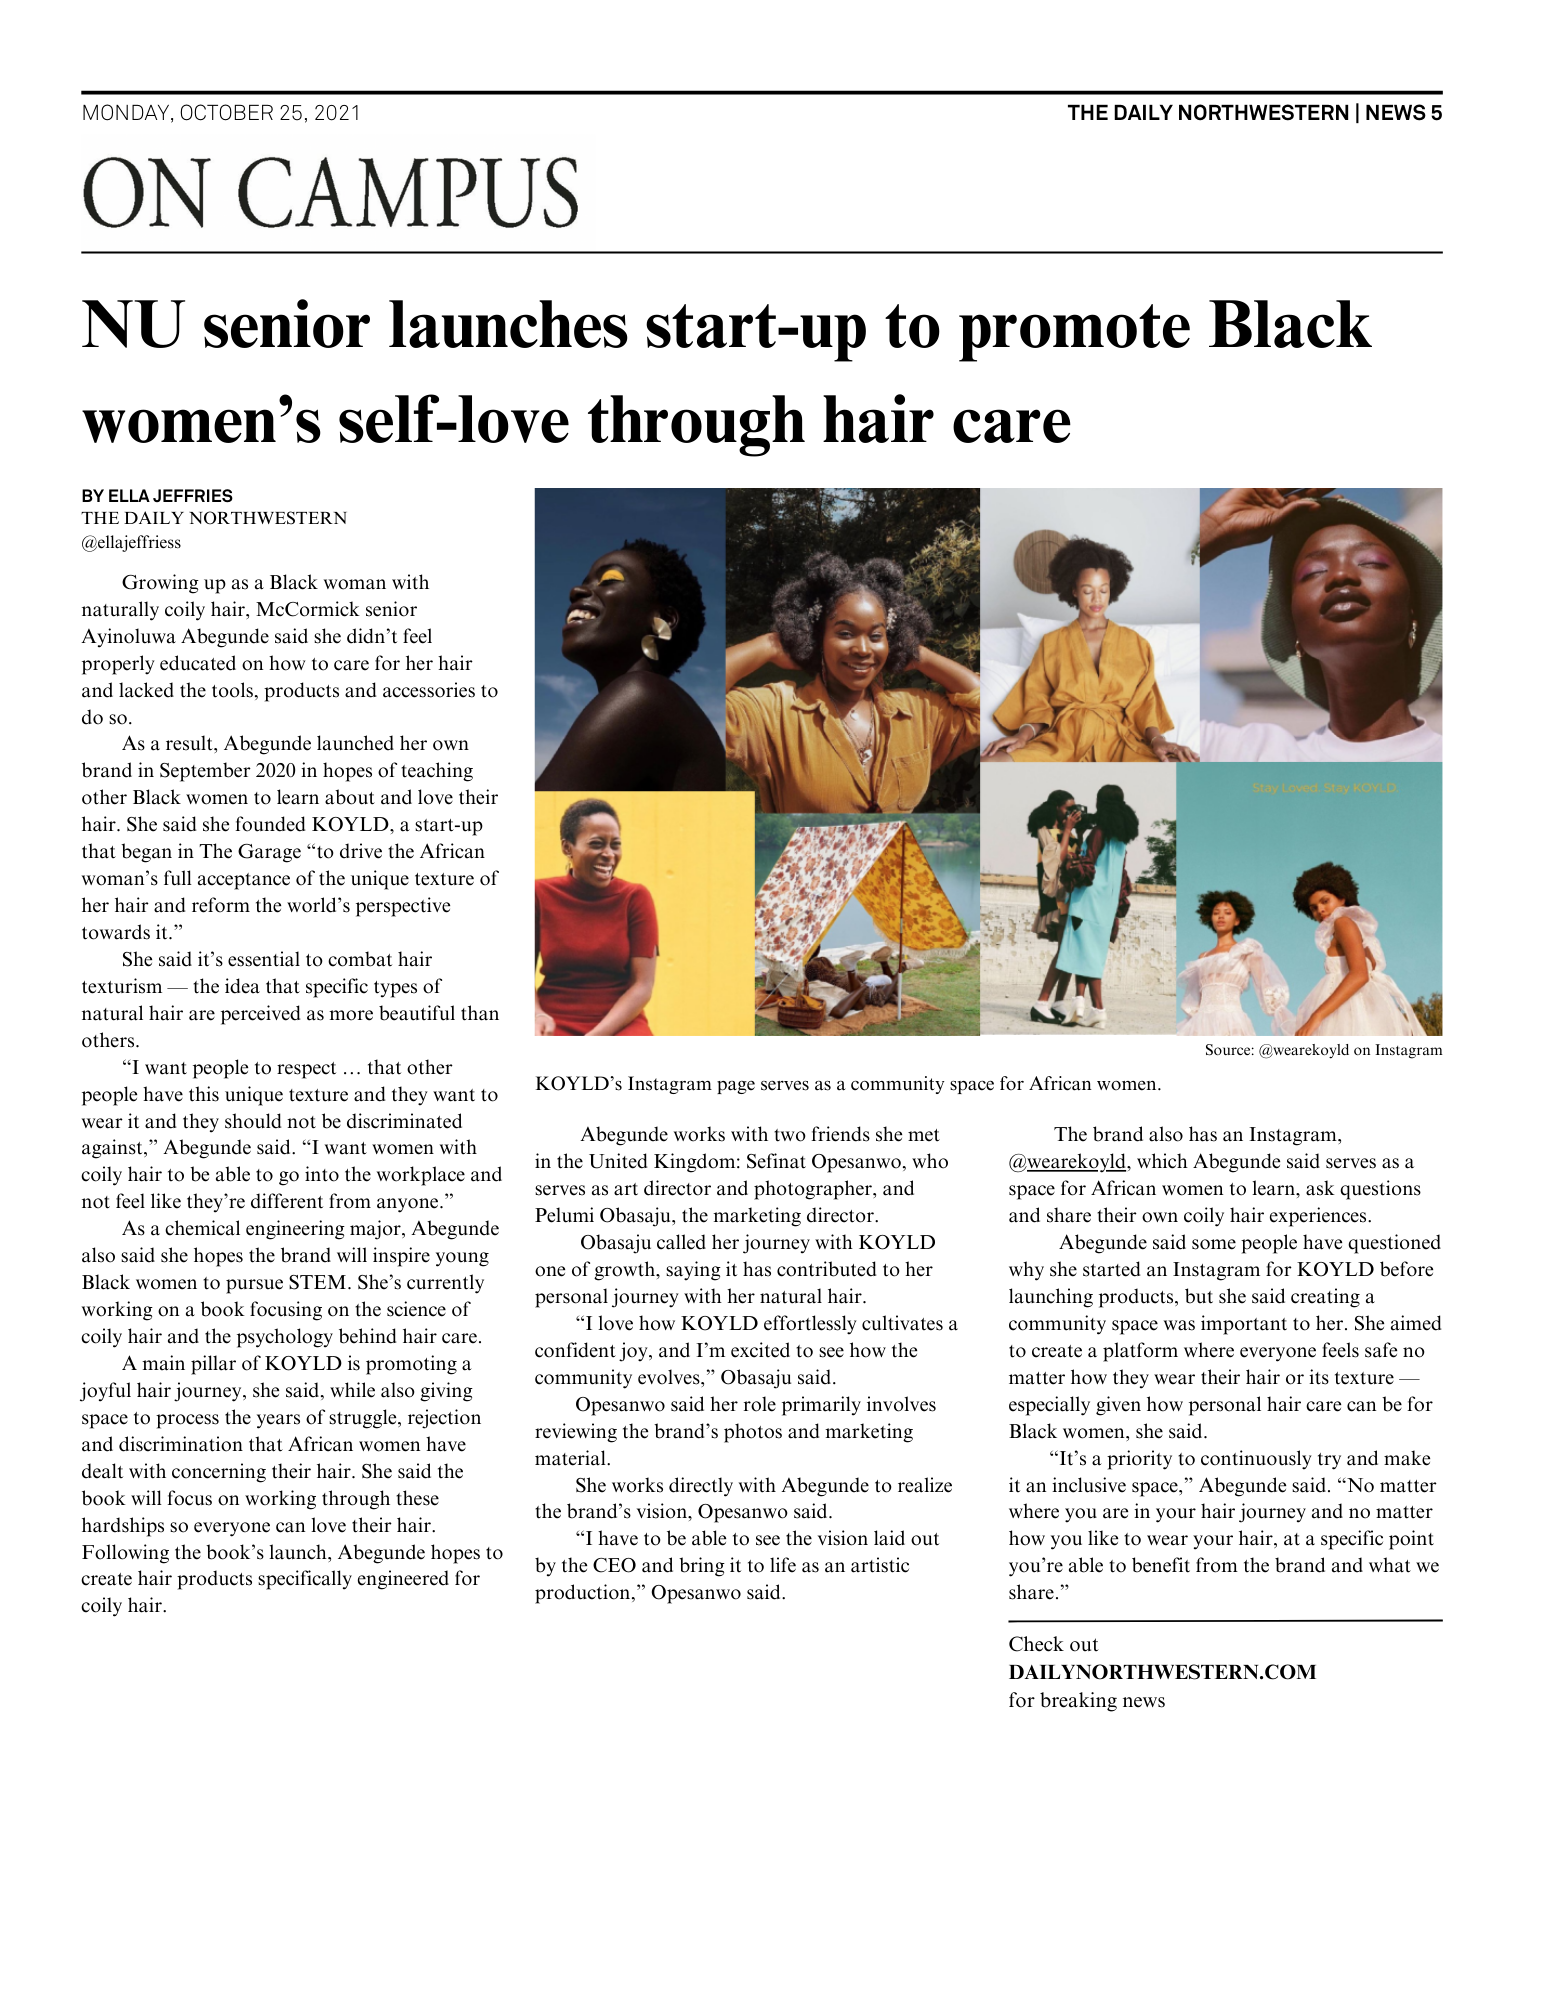 MONDAY, OCTOBER 25, 2021
THE DAILY NORTHWESTERN | NEWS 5
ON CAMPUS
NU senior launches start-up to promote Black
women’s self-love through hair care
BY ELLA JEFFRIES
THE DAILY NORTHWESTERN
@ellajeffriess
Growing up as a Black woman with
naturally coily hair, McCormick senior
Ayinoluwa Abegunde said she didn’t feel
properly educated on how to care for her hair
and lacked the tools, products and accessories to
do so.
As a result, Abegunde launched her own
brand in September 2020 in hopes of teaching
other Black women to learn about and love their
hair. She said she founded KOYLD, a start-up
that began in The Garage “to drive the African
woman’s full acceptance of the unique texture of
her hair and reform the world’s perspective
towards it.”
She said it’s essential to combat hair
texturism — the idea that specific types of
natural hair are perceived as more beautiful than
others.
“I want people to respect … that other
people have this unique texture and they want to
wear it and they should not be discriminated
against,” Abegunde said. “I want women with
coily hair to be able to go into the workplace and
not feel like they’re different from anyone.”
As a chemical engineering major, Abegunde
also said she hopes the brand will inspire young
Black women to pursue STEM. She’s currently
working on a book focusing on the science of
coily hair and the psychology behind hair care.
A main pillar of KOYLD is promoting a
joyful hair journey, she said, while also giving
space to process the years of struggle, rejection
and discrimination that African women have
dealt with concerning their hair. She said the
book will focus on working through these
hardships so everyone can love their hair.
Following the book’s launch, Abegunde hopes to
create hair products specifically engineered for
coily hair.
Stay Loved. Stay KOYLD.
Source: @wearekoyld on Instagram
KOYLD’s Instagram page serves as a community space for African women.
Abegunde works with two friends she met
in the United Kingdom: Sefinat Opesanwo, who
serves as art director and photographer, and
Pelumi Obasaju, the marketing director.
Obasaju called her journey with KOYLD
one of growth, saying it has contributed to her
personal journey with her natural hair.
“I love how KOYLD effortlessly cultivates a
confident joy, and I’m excited to see how the
community evolves,” Obasaju said.
Opesanwo said her role primarily involves
reviewing the brand’s photos and marketing
material.
She works directly with Abegunde to realize
the brand’s vision, Opesanwo said.
“I have to be able to see the vision laid out
by the CEO and bring it to life as an artistic
production,” Opesanwo said.
The brand also has an Instagram,
@wearekoyld, which Abegunde said serves as a
space for African women to learn, ask questions
and share their own coily hair experiences.
Abegunde said some people have questioned
why she started an Instagram for KOYLD before
launching products, but she said creating a
community space was important to her. She aimed
to create a platform where everyone feels safe no
matter how they wear their hair or its texture —
especially given how personal hair care can be for
Black women, she said.
“It’s a priority to continuously try and make
it an inclusive space,” Abegunde said. “No matter
where you are in your hair journey and no matter
how you like to wear your hair, at a specific point
you’re able to benefit from the brand and what we
share.”
Check out
DAILYNORTHWESTERN.COM
for breaking news